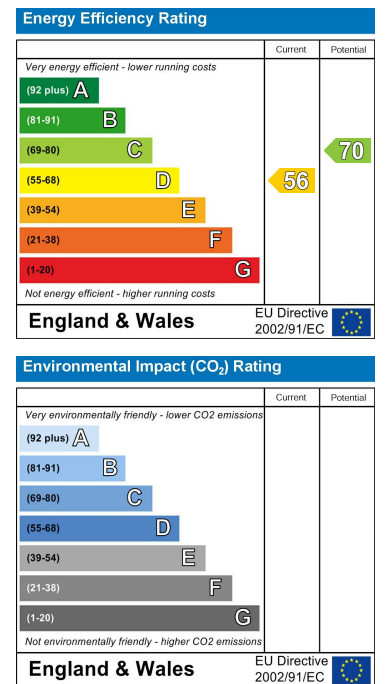 Energy Efficiency Rating
Current Potential
Very energy efficient - lower running costs
(92 plus) A
(81-91) B
(69-80) C 70
(55-68) D 56
(39-54) E
(21-38) F
(1-20) G
Not energy efficient - higher running costs
England & Wales
EU Directive
2002/91/EC
Environmental Impact (CO₂) Rating
Current Potential
Very environmentally friendly - lower CO2 emissions
(92 plus) A
(81-91) B
(69-80) C
(55-68) D
(39-54) E
(21-38) F
(1-20) G
Not environmentally friendly - higher CO2 emissions
England & Wales
EU Directive
2002/91/EC